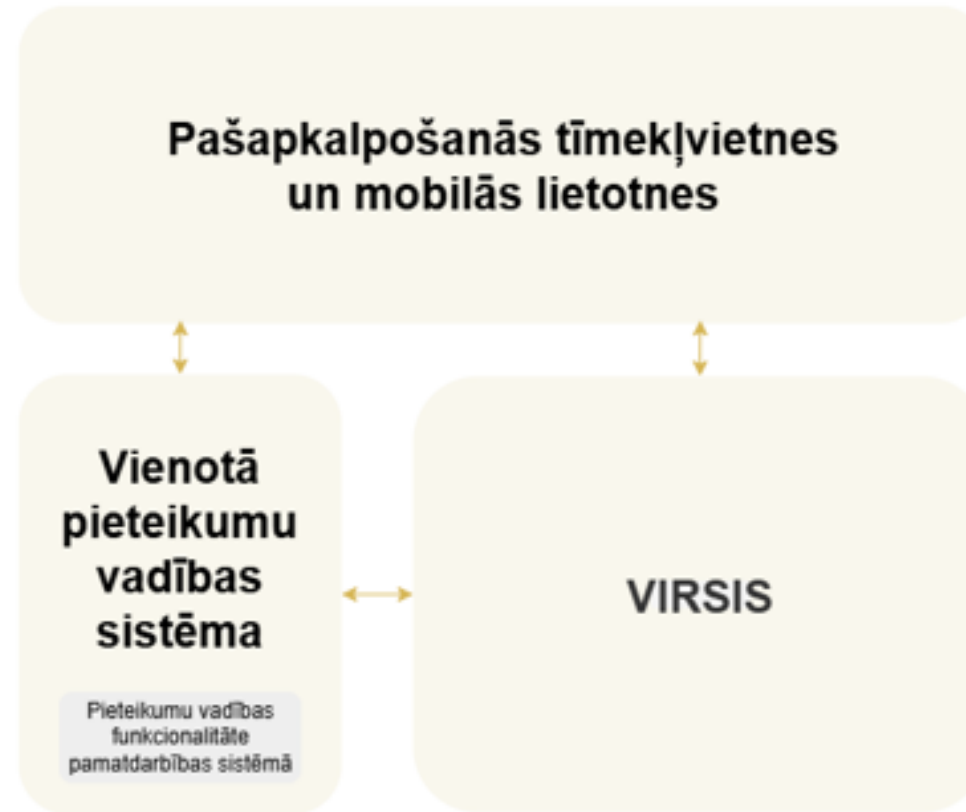 Pašapkalpošanās tīmekļvietnes
un mobilās lietotnes
Vienotā
pieteikumu
vadības
sistēma
Pieteikumu vadības
funkcionalitāte
pamatdarbības sistēmā
VIRSIS